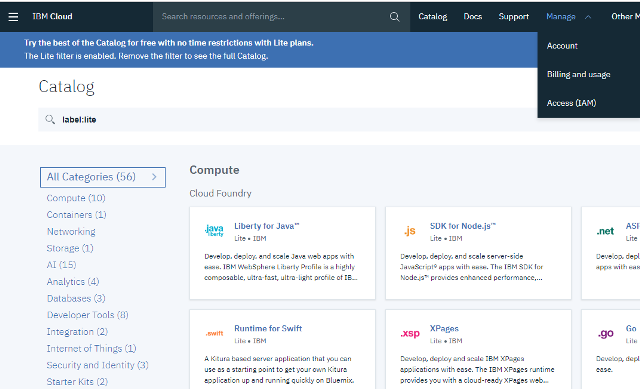 IBM Cloud
Search resources and offerings...
Catalog
Docs
Support
Manage
Other M
Account
Billing and usage
Access (IAM)
Try the best of the Catalog for free with no time restrictions with Lite plans.
The Lite filter is enabled. Remove the filter to see the full Catalog.
Catalog
label:lite
All Categories (56)
Compute (10)
Containers (1)
Networking
Storage (1)
AI (15)
Analytics (4)
Databases (3)
Developer Tools (8)
Integration (2)
Internet of Things (1)
Security and Identity (3)
Starter Kits (2)
Compute
Cloud Foundry
java
liberty
Liberty for Java™
Lite • IBM
Develop, deploy, and scale Java web apps with
ease. IBM WebSphere Liberty Profile is a highly
composable, ultra-fast, ultra-light profile of IB...
.js
SDK for Node.js™
Lite • IBM
Develop, deploy, and scale server-side
JavaScript® apps with ease. The IBM SDK for
Node.js™ provides enhanced performance,...
.net
ASI
Lite
Develop, depl
apps with ease
.swift
Runtime for Swift
Lite • IBM
A Kitura based server application that you can
use as a starting point to get your own Kitura
application up and running quickly on Bluemix.
.xsp
XPages
Lite • IBM
Develop, deploy and scale IBM XPages
applications with ease. The IBM XPages runtime
provides you with a cloud-ready XPages web
.go
Go
Lite
Develop, depl
ease.